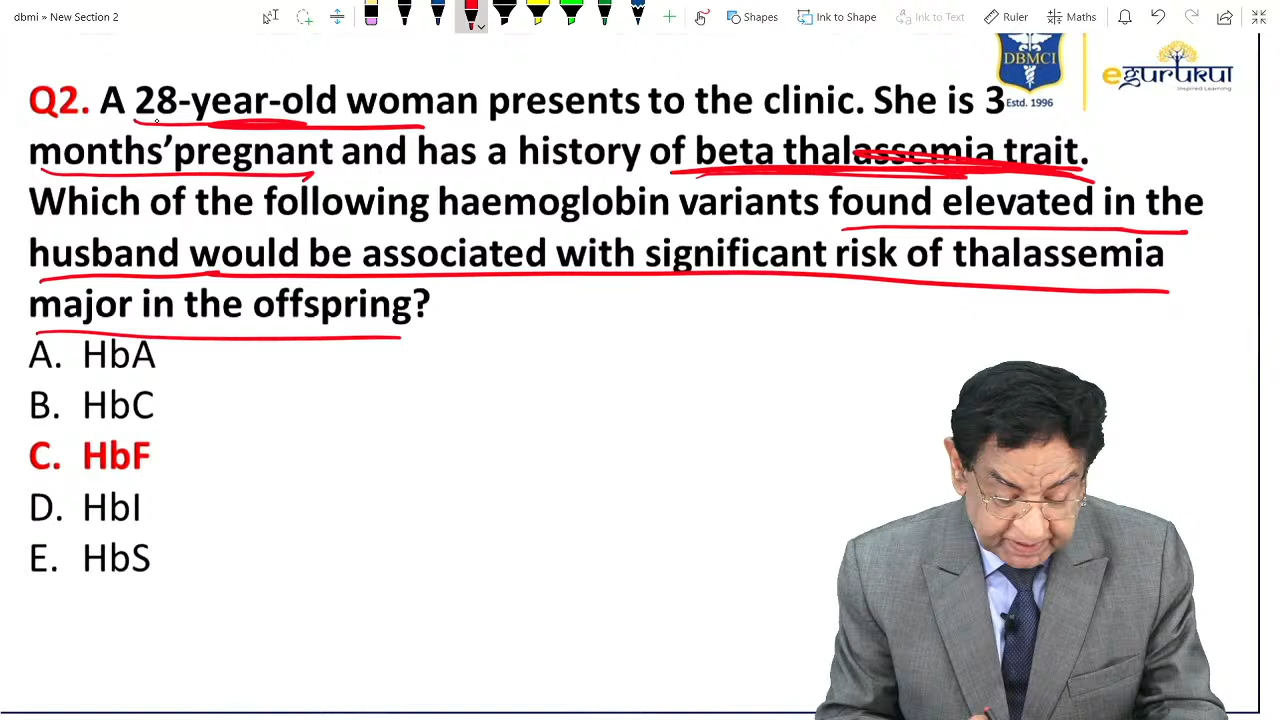 dbmi » New Section 2
Shapes
Ink to Shape
Ink to Text
Ruler
Maths
DBMCI
Estd. 1996
egurukul
Inspired Learning
Q2. A 28-year-old woman presents to the clinic. She is 3
months’pregnant and has a history of beta thalassemia trait.
Which of the following haemoglobin variants found elevated in the
husband would be associated with significant risk of thalassemia
major in the offspring?
A. HbA
B. HbC
C. HbF
D. HbI
E. HbS